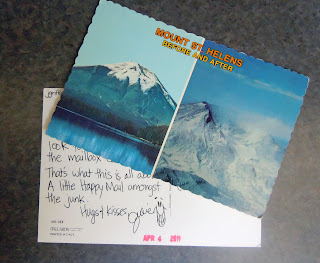 MOUNT ST. HELENS
BEFORE AND AFTER
look
the mailbox
That's what this is all abo
A little Happy Mail amongst
the junk.
Hugs & kisses
APR 4 2011